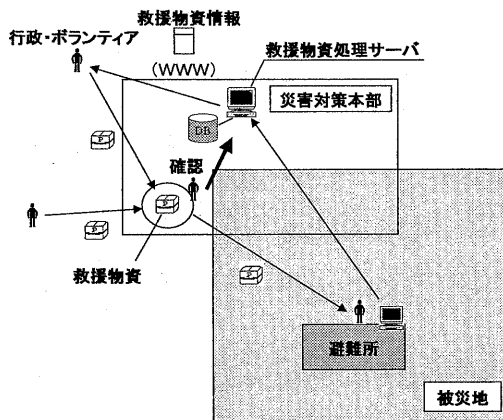 救援物資情報
行政・ボランティア
(WWW)
救援物資処理サーバ
災害対策本部
DB
確認
P
P
P
P
救援物資
避難所
被災地